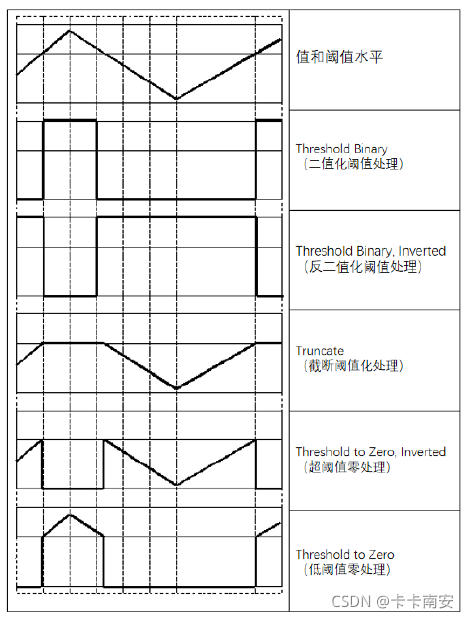 值和阈值水平
Threshold Binary
（二值化阈值处理）
Threshold Binary, Inverted
（反二值化阈值处理）
Truncate
（截断阈值化处理）
Threshold to Zero, Inverted
（超阈值零处理）
Threshold to Zero
（低阈值零处理）
CSDN @卡卡南安